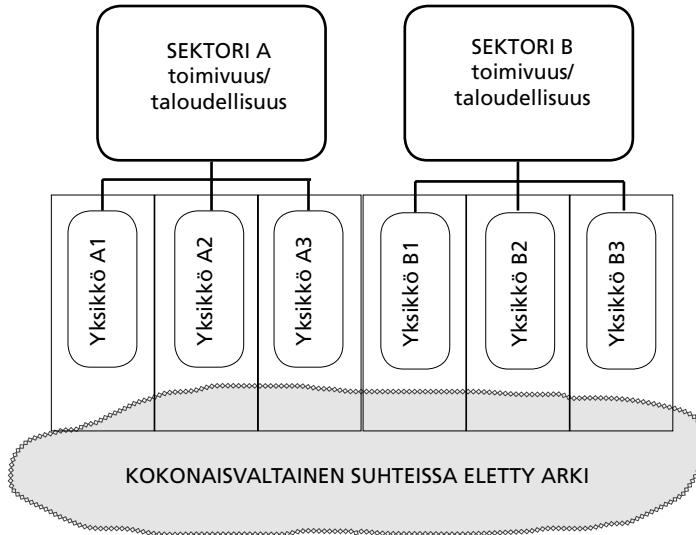 SEKTORI A
toimivuus/
taloudellisuus
SEKTORI B
toimivuus/
taloudellisuus
Yksikkö A1
Yksikkö A2
Yksikkö A3
Yksikkö B1
Yksikkö B2
Yksikkö B3
KOKONAISVALTAINEN SUHTEISSA ELETTY ARKI